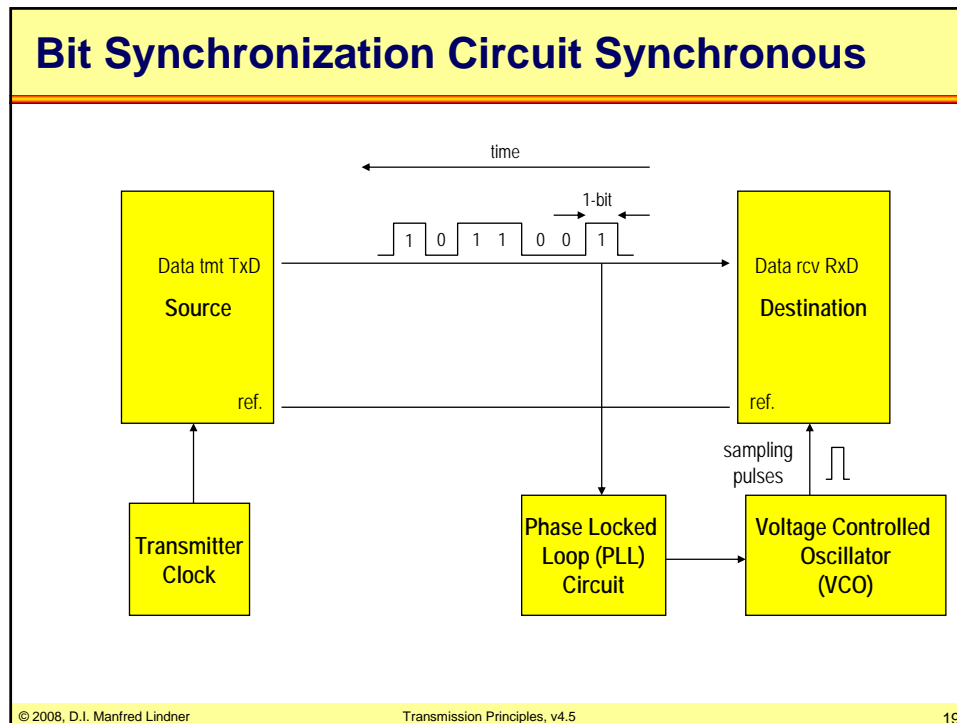 Bit Synchronization Circuit Synchronous
time
1-bit
1 0 1 1 0 0 1
Data tmt TxD
Source
ref.
Data rcv RxD
Destination
ref.
sampling
pulses
Transmitter
Clock
Phase Locked
Loop (PLL)
Circuit
Voltage Controlled
Oscillator
(VCO)
© 2008, D.I. Manfred Lindner
Transmission Principles, v4.5
19